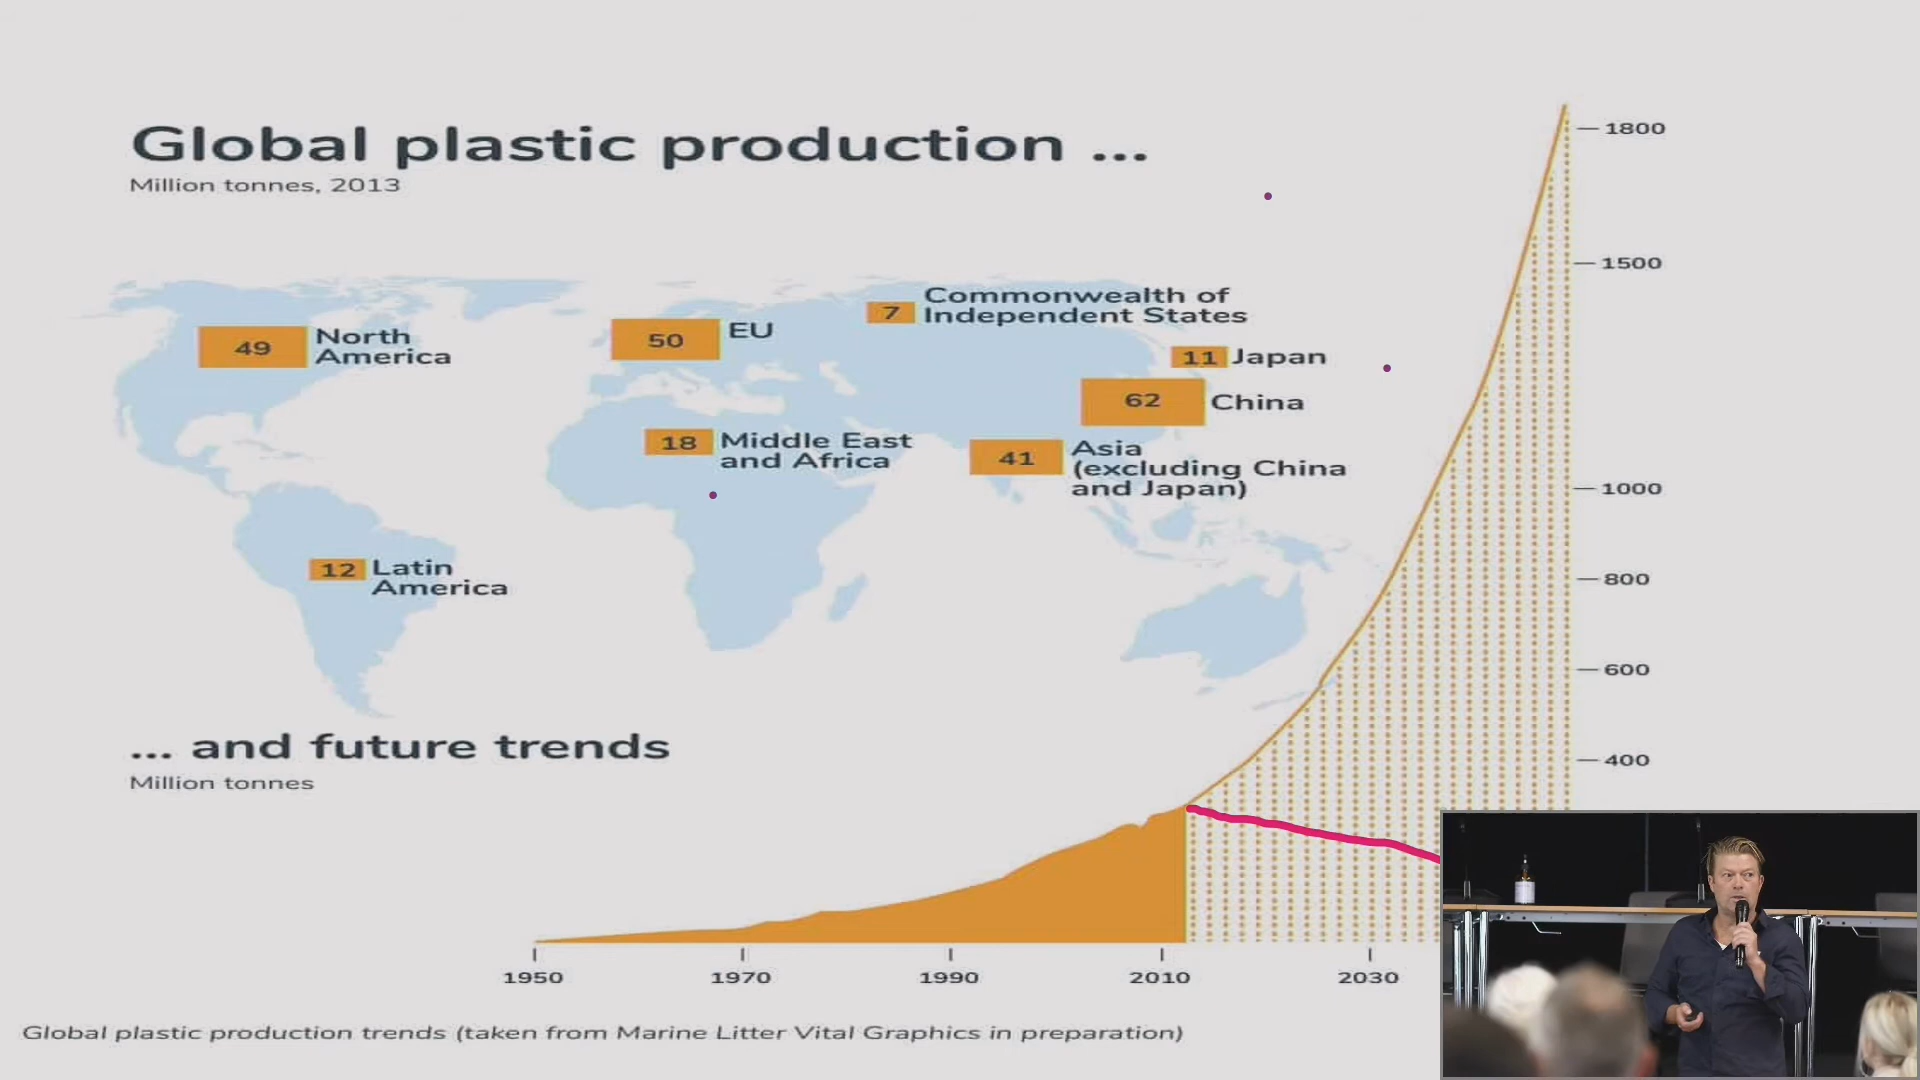 Global plastic production ...
Million tonnes, 2013
1800
1500
1000
800
600
400
49
North
America
50
EU
7
Commonwealth of
Independent States
11
Japan
62
China
18
Middle East
and Africa
41
Asia
(excluding China
and Japan)
12
Latin
America
... and future trends
Million tonnes
1950
1970
1990
2010
2030
Global plastic production trends (taken from Marine Litter Vital Graphics in preparation)